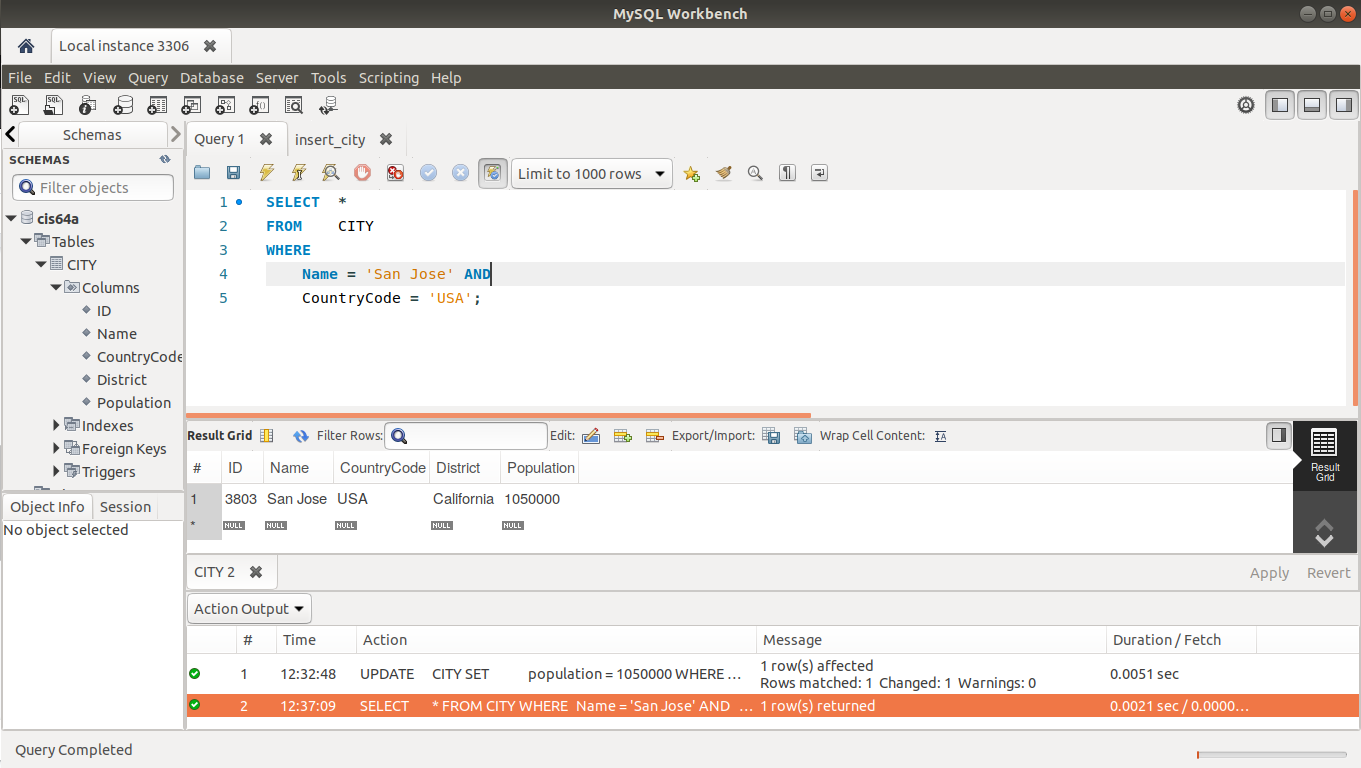 MySQL Workbench
Local instance 3306
File Edit View Query Database Server Tools Scripting Help
Schemas
SCHEMAS
Filter objects
cis64a
Tables
CITY
Columns
ID
Name
CountryCode
District
Population
Indexes
Foreign Keys
Triggers
Object Info Session
No object selected
Query 1 insert_city
Limit to 1000 rows
1 SELECT *
2 FROM CITY
3 WHERE
4 Name = 'San Jose' AND
5 CountryCode = 'USA';
Result Grid Filter Rows: Edit: Export/Import: Wrap Cell Content:
# ID Name CountryCode District Population
1 3803 San Jose USA California 1050000
* NULL NULL NULL NULL NULL
Result
Grid
CITY 2 Apply Revert
Action Output
# Time Action Message Duration / Fetch
1 12:32:48 UPDATE CITY SET population = 1050000 WHERE ... 1 row(s) affected
Rows matched: 1 Changed: 1 Warnings: 0 0.0051 sec
2 12:37:09 SELECT * FROM CITY WHERE Name = 'San Jose' AND ... 1 row(s) returned 0.0021 sec / 0.0000...
Query Completed